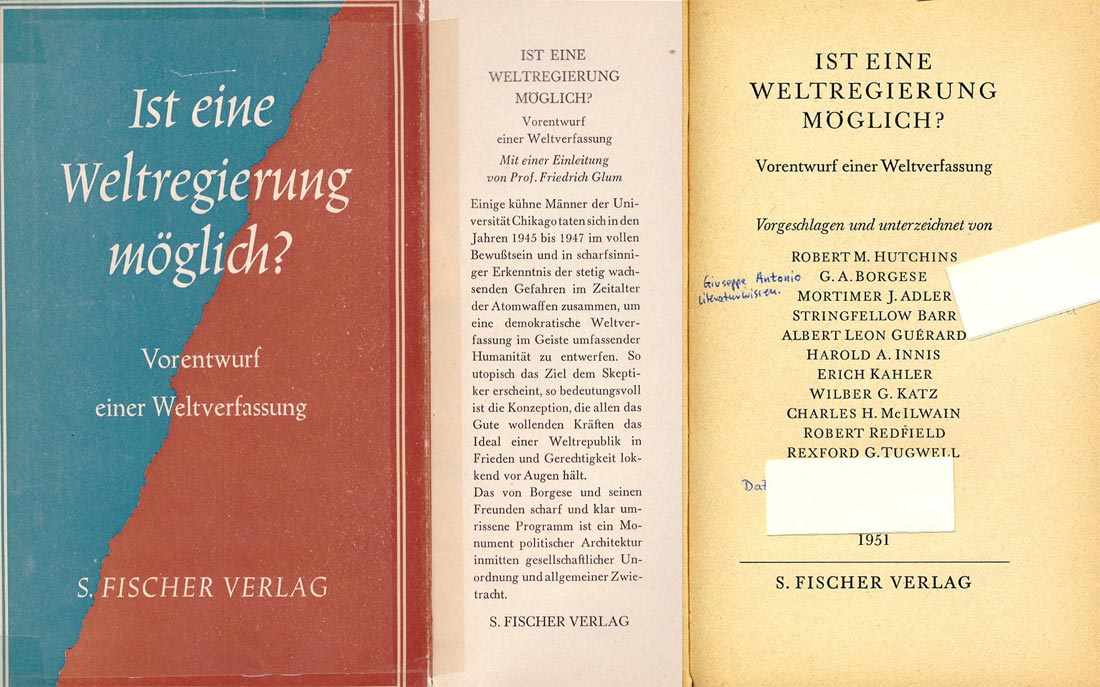 Ist eine
Weltregierung
möglich?
Vorentwurf
einer Weltverfassung
S. FISCHER VERLAG
IST EINE
WELTREGIERUNG
MÖGLICH?
Vorentwurf
einer Weltverfassung
Mit einer Einleitung
von Prof. Friedrich Glum
Einige kühne Männer der Uni-
versität Chikago taten sich in den
Jahren 1945 bis 1947 im vollen
Bewußtsein und in scharfsinni-
ger Erkenntnis der stetig wach-
senden Gefahren im Zeitalter
der Atomwaffen zusammen, um
eine demokratische Weltver-
fassung im Geiste umfassender
Humanität zu entwerfen. So
utopisch das Ziel dem Skepti-
ker erscheint, so bedeutungsvoll
ist die Konzeption, die allen das
Gute wollenden Kräften das
Ideal einer Weltrepublik in
Frieden und Gerechtigkeit lok-
kend vor Augen hält.
Das von Borgese und seinen
Freunden scharf und klar um-
rissene Programm ist ein Mo-
nument politischer Architektur
inmitten gesellschaftlicher Un-
ordnung und allgemeiner Zwie-
tracht.
S. FISCHER VERLAG
IST EINE
WELTREGIERUNG
MÖGLICH?
Vorentwurf einer Weltverfassung
Vorgeschlagen und unterzeichnet von
ROBERT M. HUTCHINS
Giuseppe Antonio
G. A. BORGESE
Literaturwissen.
MORTIMER J. ADLER
STRINGFELLOW BARR
ALBERT LEON GUÉRARD
HAROLD A. INNIS
ERICH KAHLER
WILBER G. KATZ
CHARLES H. McILWAIN
ROBERT REDFIELD
REXFORD G. TUGWELL
1951
S. FISCHER VERLAG